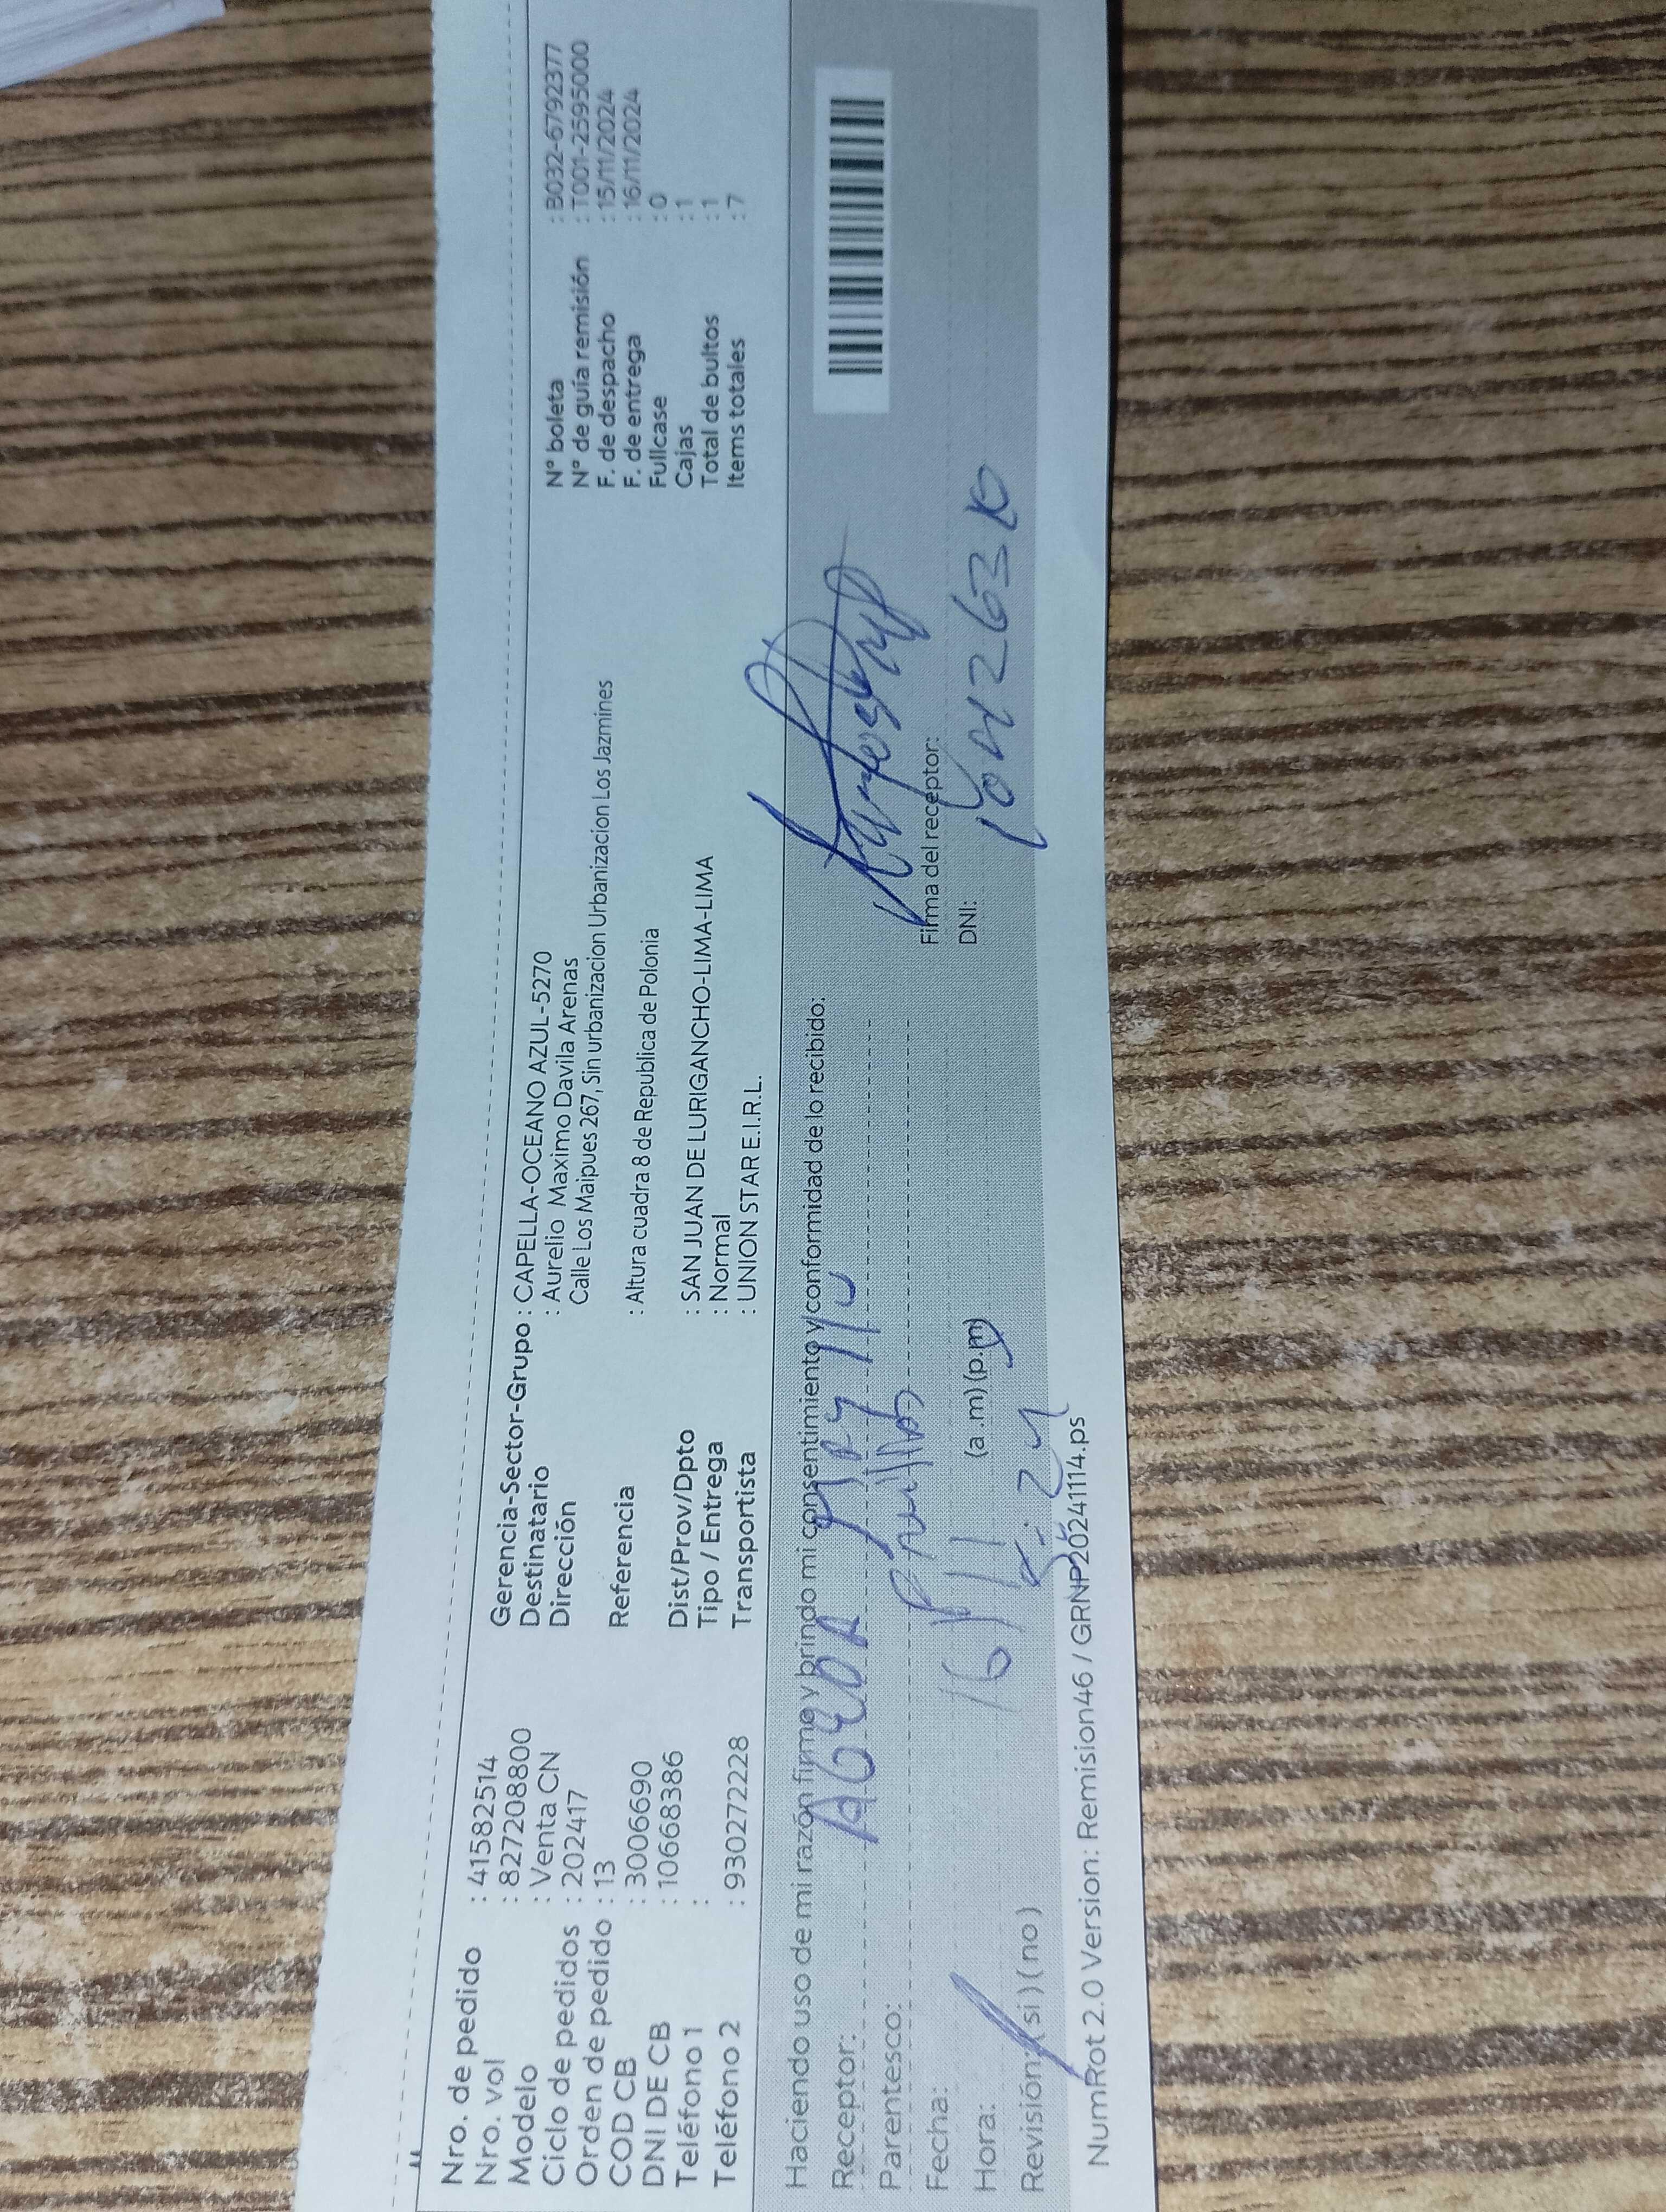 Nro. de pedido : 41582514
Nro. vol : 8277208800
Modelo : Venta CN
Ciclo de pedidos : 202417
Orden de pedido : 13
COD CB : 3006690
DNI DE CB : 10668386
Teléfono 1 :
Teléfono 2 : 930272228
Gerencia-Sector-Grupo : CAPELLA-OCEANO AZUL-5270
Destinatario : Aurelio Maximo Davila Arenas
Dirección Calle Los Maipues 267, Sin urbanizacion Urbanizacion Los Jazmines
Referencia : Altura cuadra 8 de Republica de Polonia
Dist/Prov/Dpto : SAN JUAN DE LURIGANCHO-LIMA-LIMA
Tipo / Entrega : Normal
Transportista : UNION STAR E.I.R.L.
N° boleta : B032-6792377
N° de guía remisión : T001-2595000
F. de despacho : 15/11/2024
F. de entrega : 16/11/2024
Fullcase : 0
Cajas : 1
Total de bultos : 1
Items totales : 7
Haciendo uso de mi razón firmo y brindo mi consentimiento y conformidad de lo recibido:
Receptor:
Parentesco:
Fecha: 16/11
Hora: (a.m) (p.m)
Revisión: (si) (no)
Firma del receptor:
DNI:
NumRot 2.0 Version: Remision46 / GRNP20241114.ps